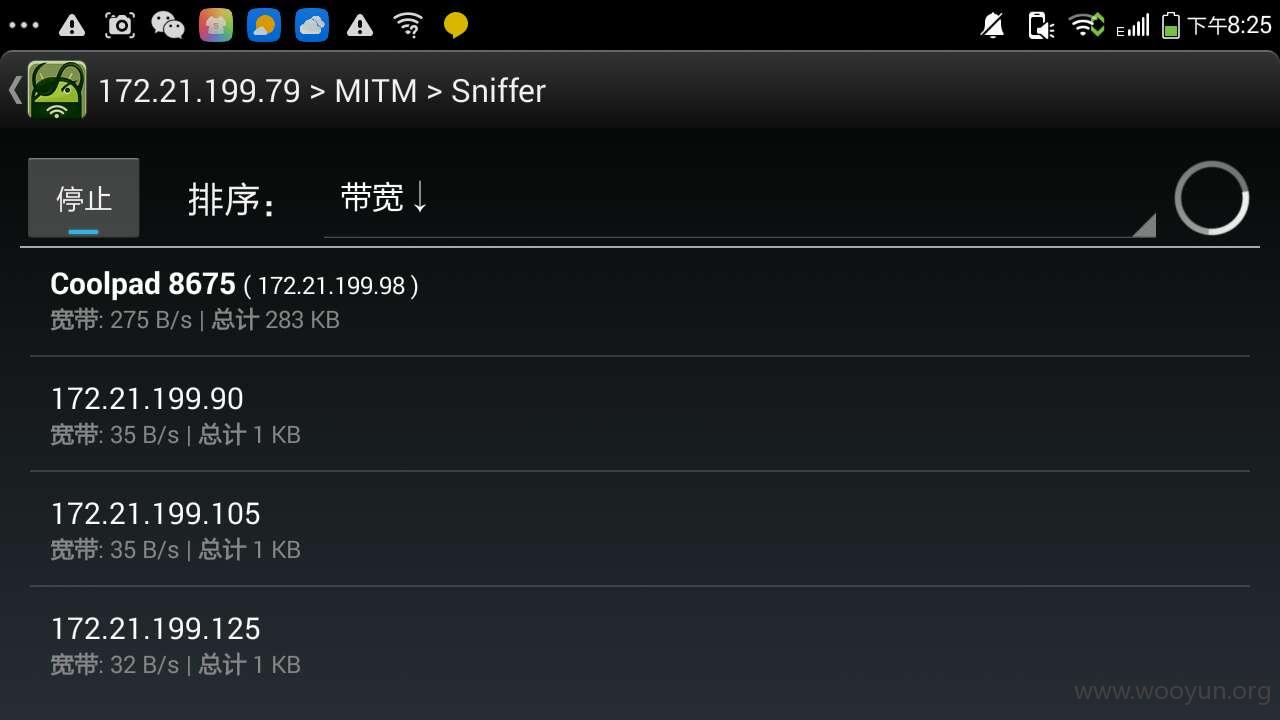 下午8:25
172.21.199.79 > MITM > Sniffer
停止 排序： 带宽↓
Coolpad 8675 ( 172.21.199.98 )
宽带: 275 B/s | 总计 283 KB
172.21.199.90
宽带: 35 B/s | 总计 1 KB
172.21.199.105
宽带: 35 B/s | 总计 1 KB
172.21.199.125
宽带: 32 B/s | 总计 1 KB
www.wooyun.org